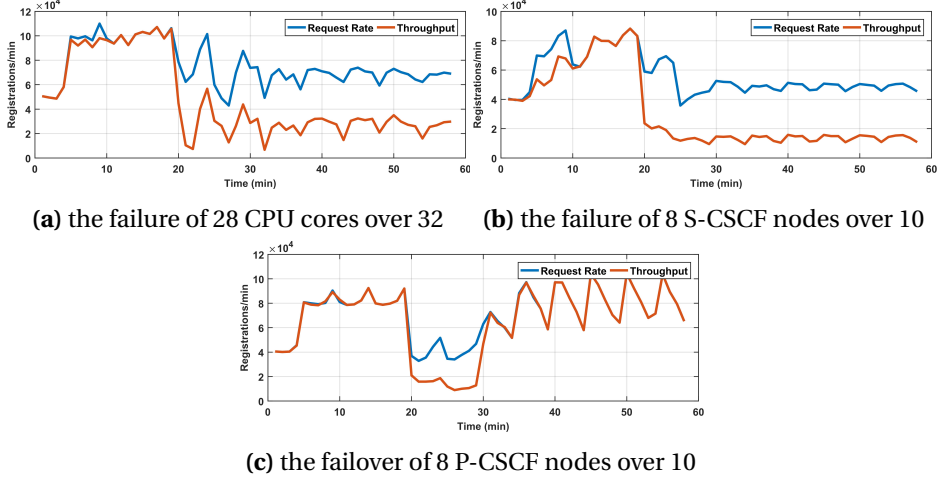 12 × 10^4
Request Rate Throughput
Registrations/min
10
8
6
4
2
0
0 10 20 30 40 50 60
Time (min)
(a) the failure of 28 CPU cores over 32
10 × 10^4
Request Rate Throughput
Registrations/min
8
6
4
2
0
0 10 20 30 40 50 60
Time (min)
(b) the failure of 8 S-CSCF nodes over 10
12 × 10^4
Request Rate Throughput
Registrations/min
10
8
6
4
2
0
0 10 20 30 40 50 60
Time (min)
(c) the failover of 8 P-CSCF nodes over 10